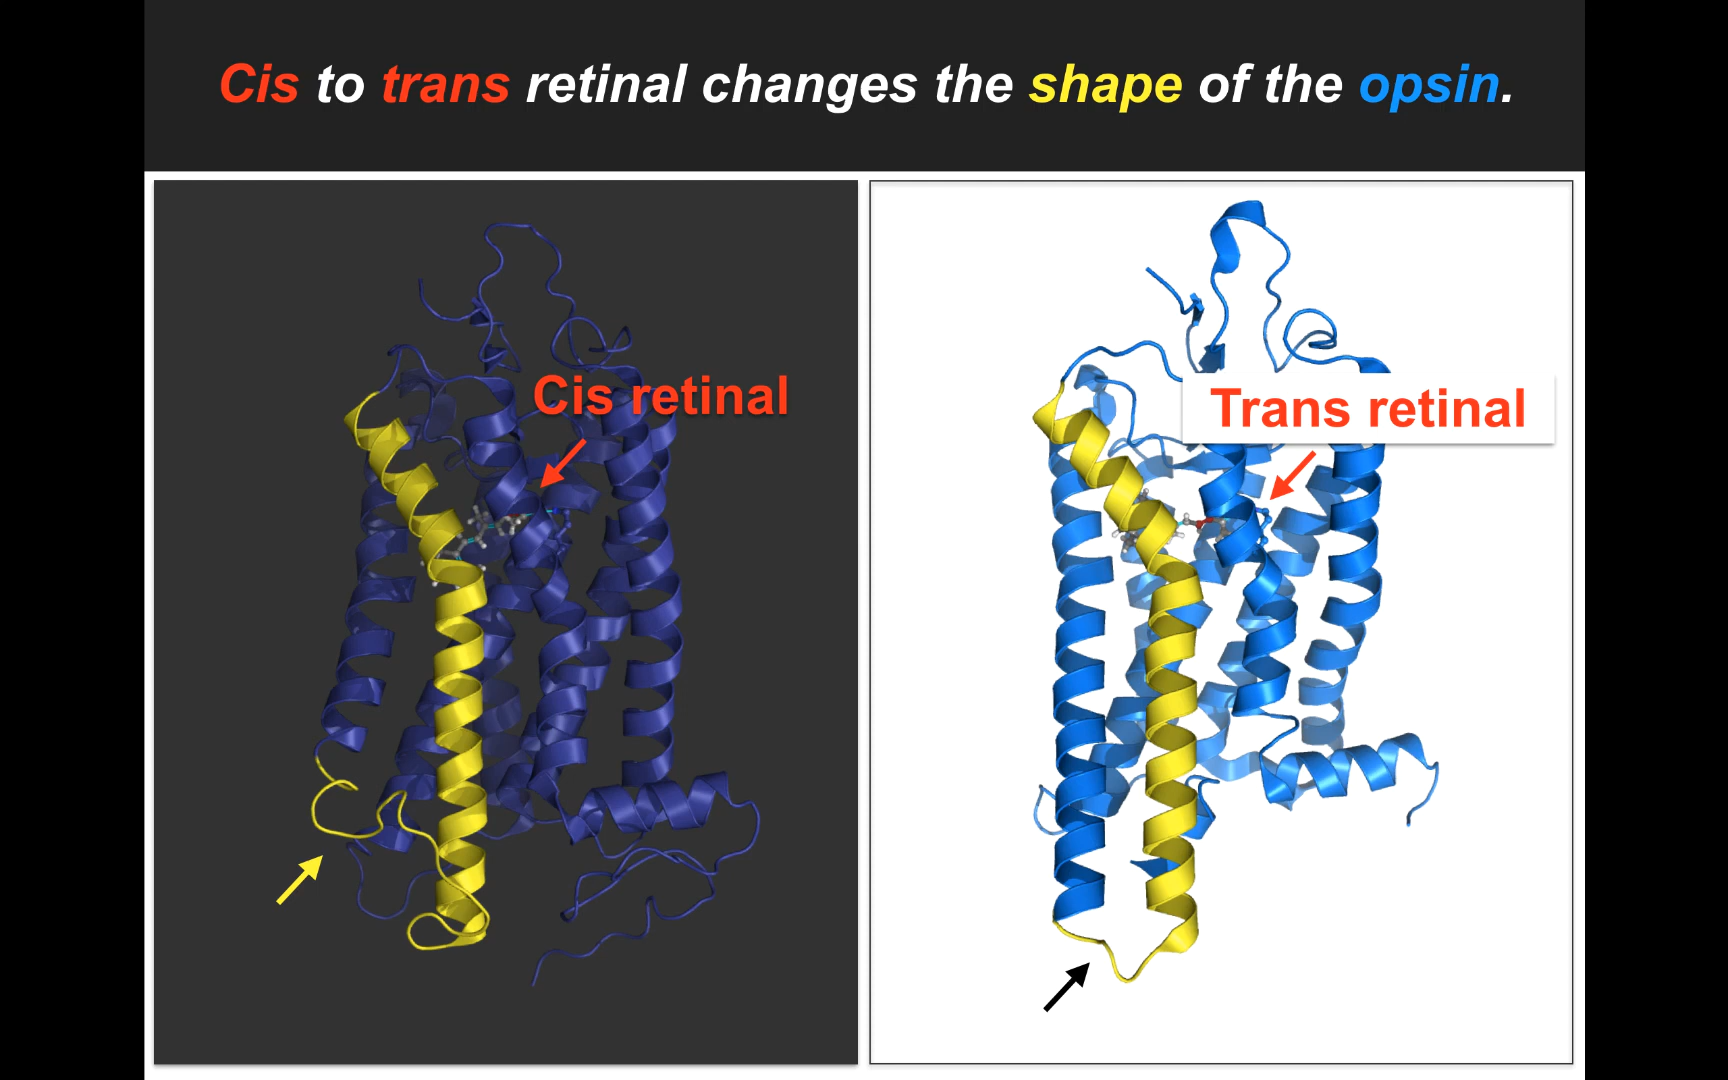 Cis to trans retinal changes the shape of the opsin.
Cis retinal
Trans retinal